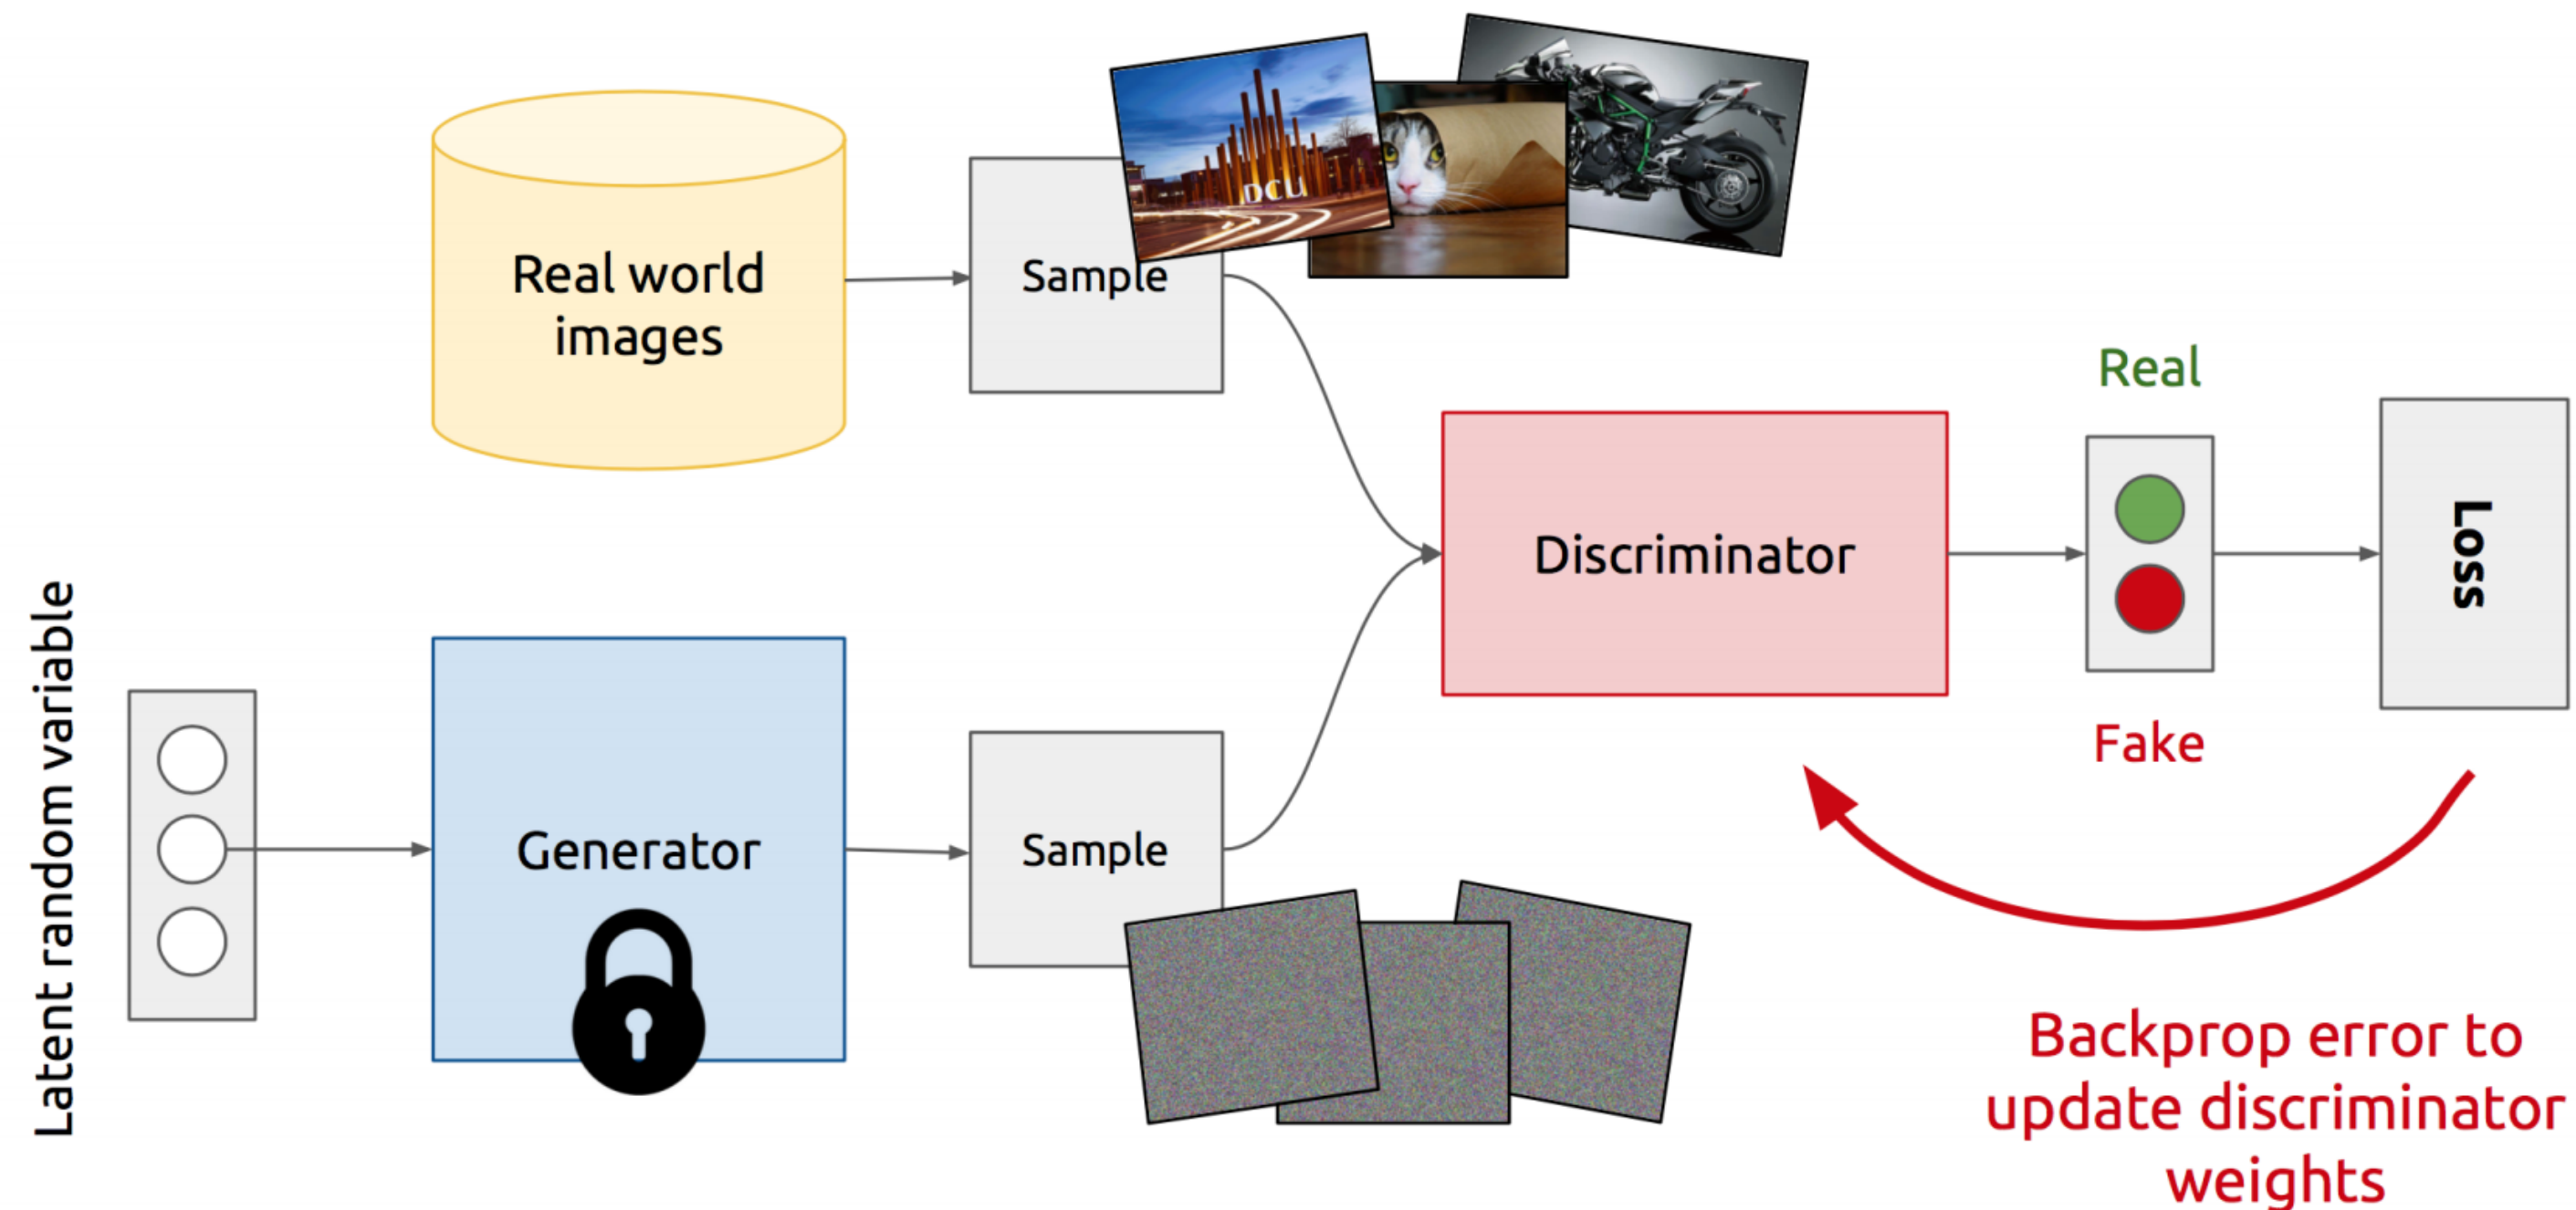 DCU
Real world
images
Sample
Real
Discriminator
Loss
Fake
Latent random variable
Generator
Sample
Backprop error to
update discriminator
weights